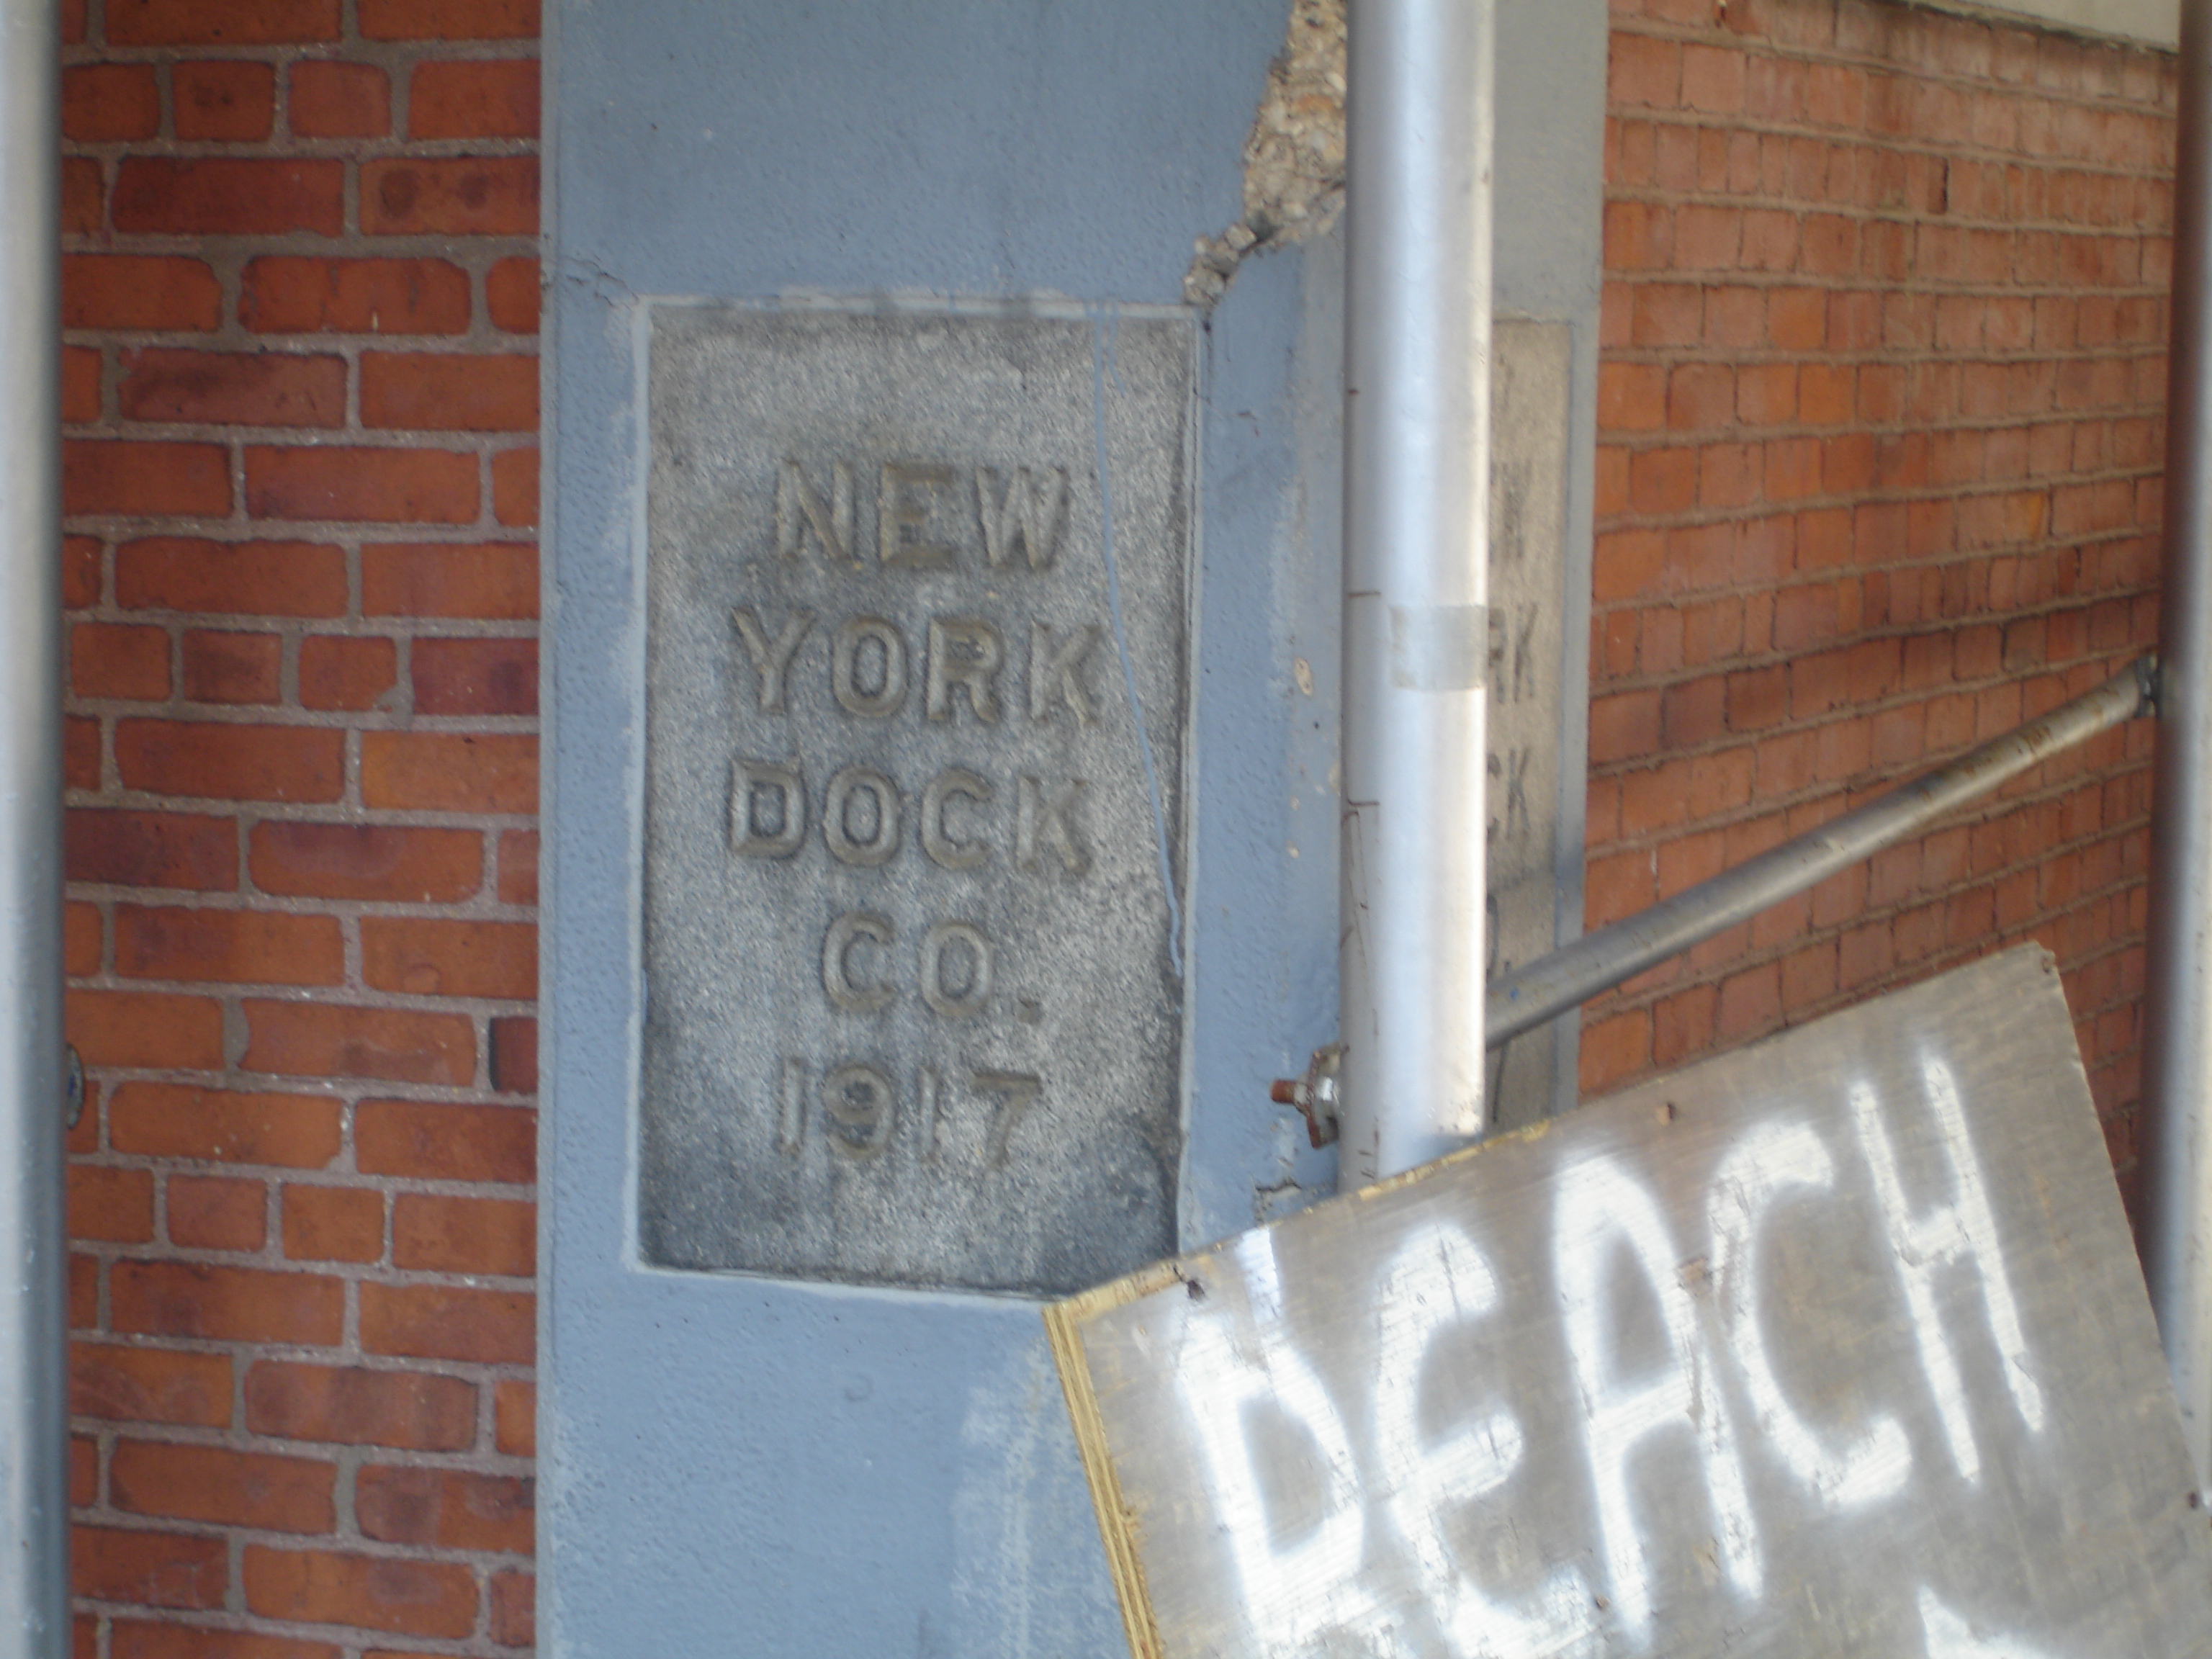 NEW
YORK
DOCK
CO.
1917
BEACH